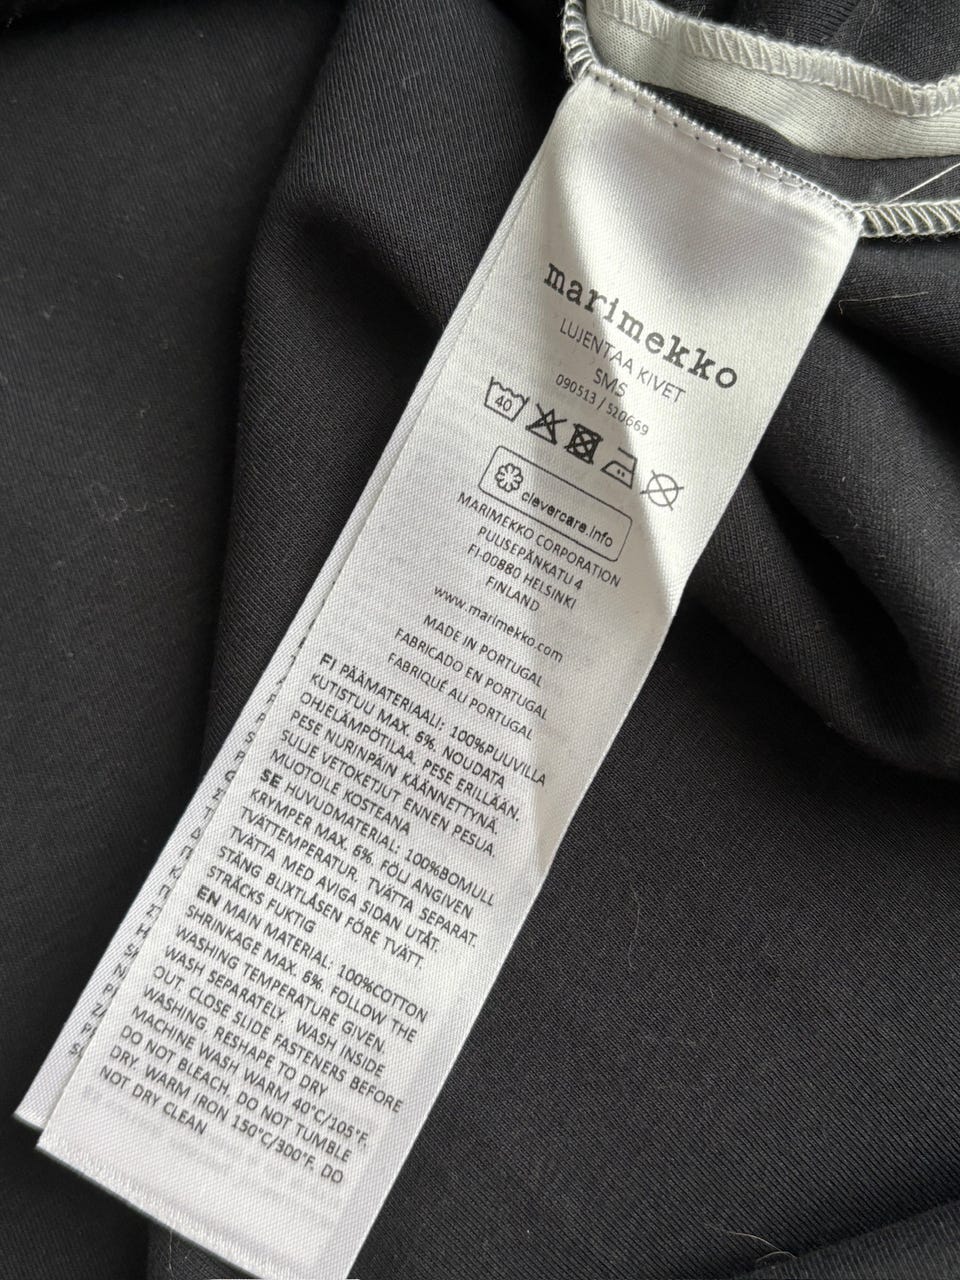 marimekko
LUJENTAA KIVET
SMS
090513 / 520669
40
clevercare.info
MARIMEKKO CORPORATION
PUUSEPÄNKATU 4
FI-00880 HELSINKI
FINLAND
www.marimekko.com
MADE IN PORTUGAL
FABRICADO EN PORTUGAL
FABRIQUÉ AU PORTUGAL
FI PÄÄMATERIAALI: 100%PUUVILLA
KUTISTUU MAX. 6%. NOUDATA
OHJELÄMPÖTILAA, PESE ERILLÄÄN.
PESE NURINPÄIN KÄÄNNETTYNÄ,
SULJE VETOKETJUT ENNEN PESUA.
MUOTOILE KOSTEANA
SE HUVUDMATERIAL: 100%BOMULL
KRYMPER MAX. 6%. FÖLJ ANGIVEN
TVÄTTEMPERATUR, TVÄTTA SEPARAT.
TVÄTTA MED AVIGA SIDAN UTÅT.
STÄNG BLIXTLÅSEN FÖRE TVÄTT.
STRÄCKS FUKTIG
EN MAIN MATERIAL: 100%COTTON
SHRINKAGE MAX. 6%. FOLLOW THE
WASHING TEMPERATURE GIVEN.
WASH SEPARATELY, WASH INSIDE
OUT. CLOSE SLIDE FASTENERS BEFORE
WASHING. RESHAPE TO DRY
MACHINE WASH WARM 40°C/105°F.
DO NOT BLEACH. DO NOT TUMBLE
DRY. WARM IRON 150°C/300°F. DO
NOT DRY CLEAN